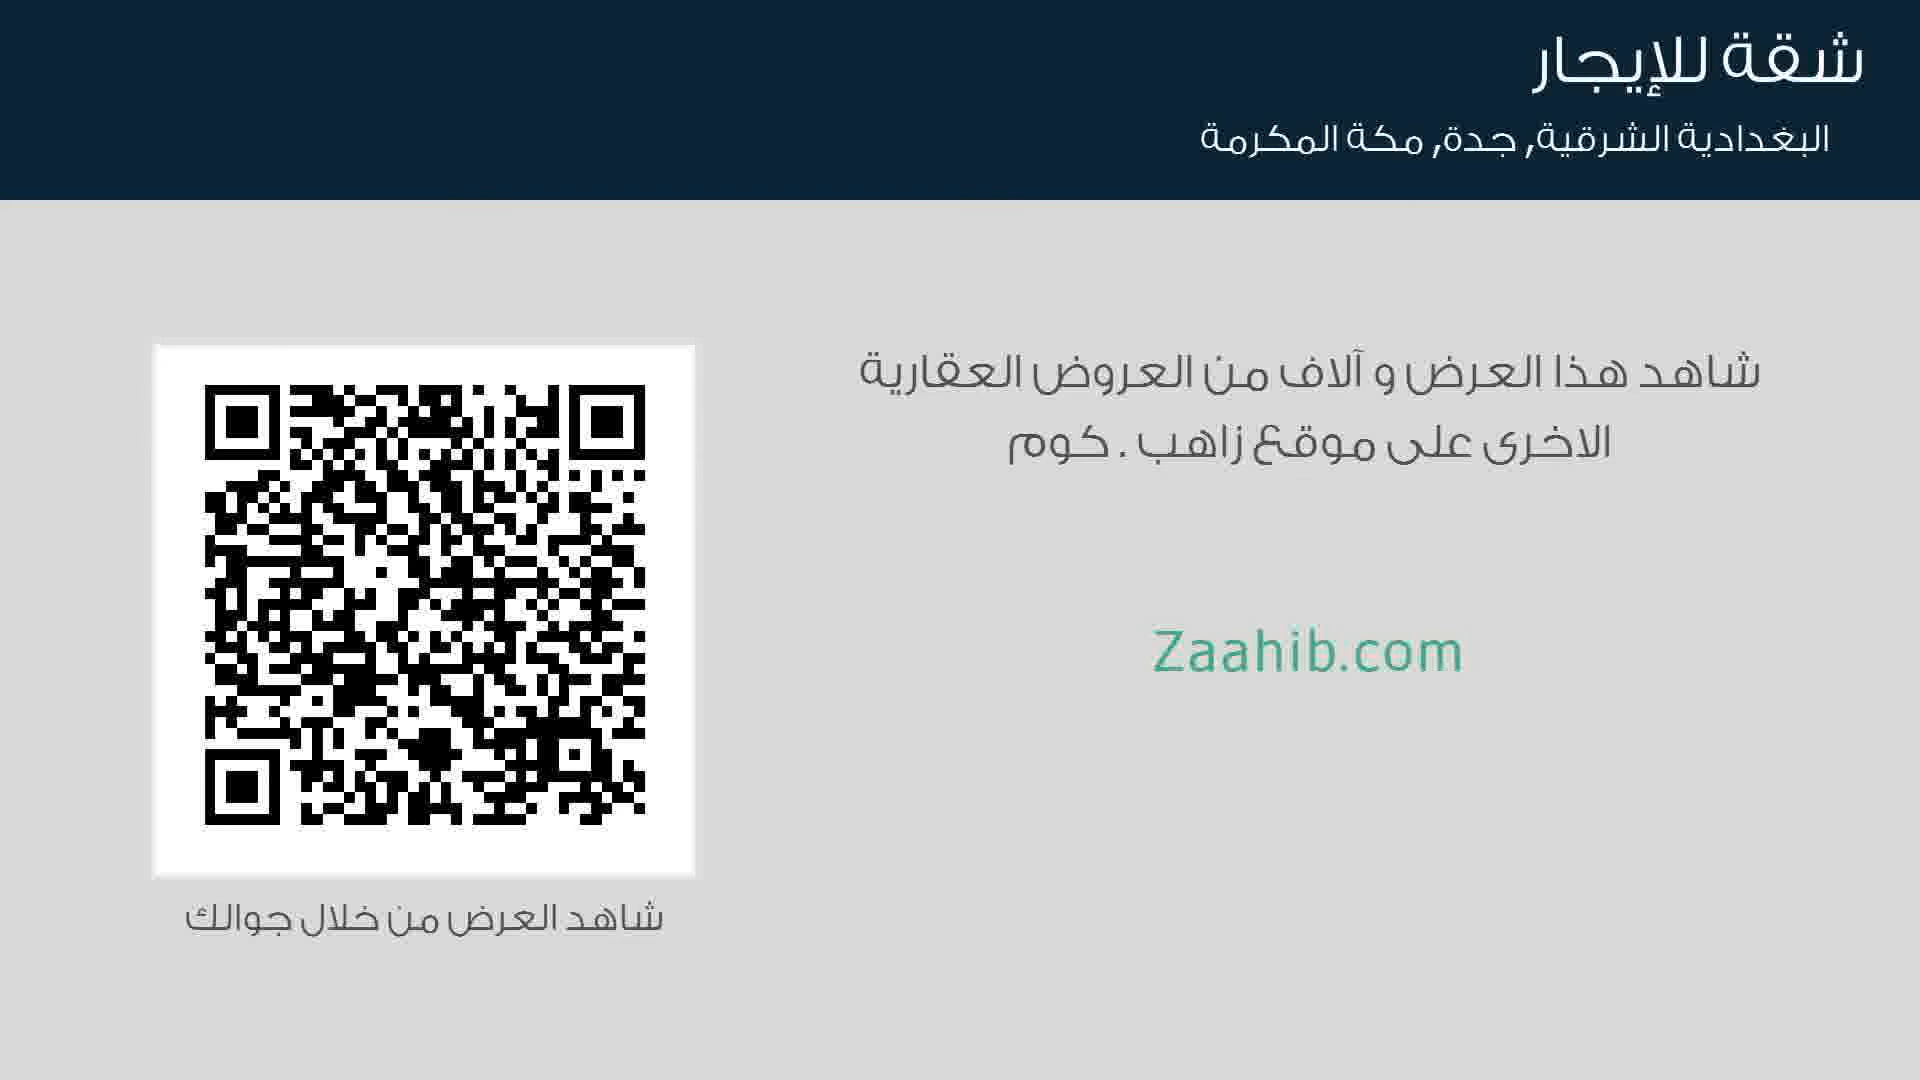 شقة للإيجار
البغدادية الشرقية, جدة, مكة المكرمة
شاهد هذا العرض و آلاف من العروض العقارية
الاخرى على موقع زاهب . كوم
Zaahib.com
شاهد العرض من خلال جوالك